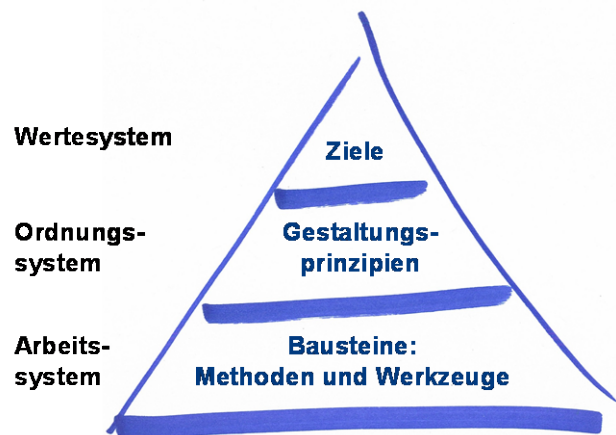 Wertesystem
Ziele
Ordnungs-
system
Gestaltungs-
prinzipien
Arbeits-
system
Bausteine:
Methoden und Werkzeuge